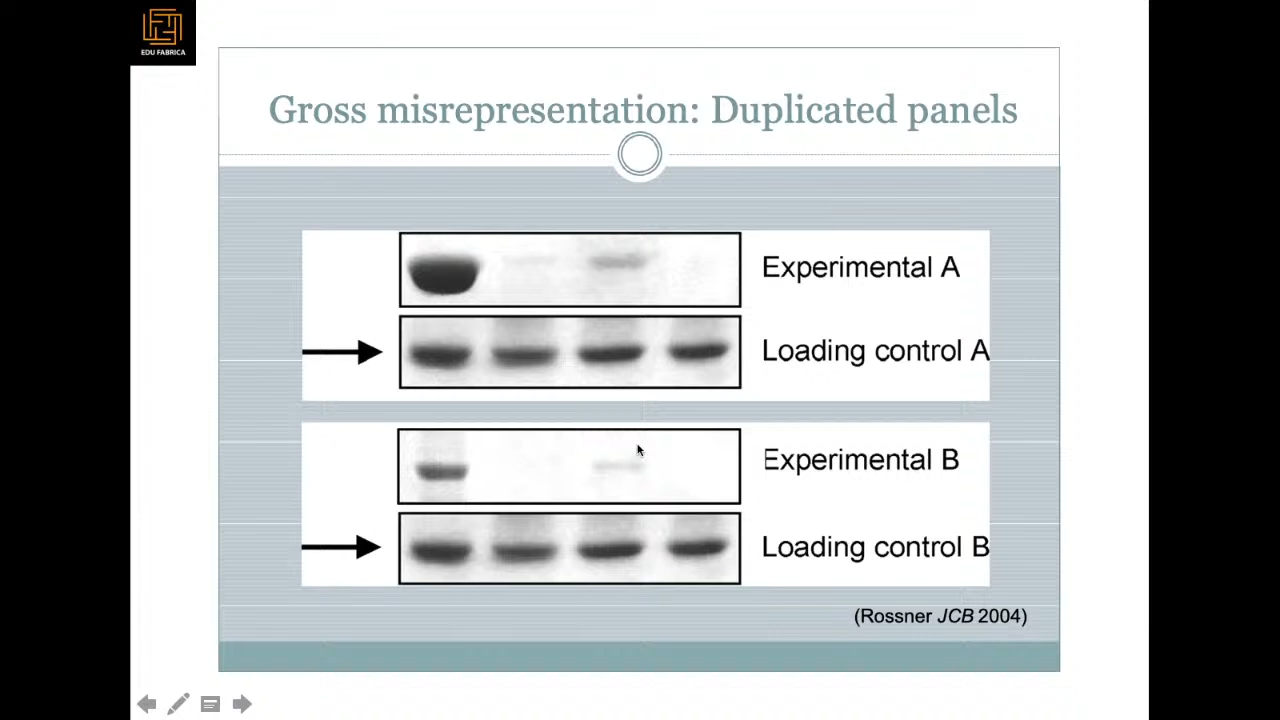 EDU FABRICA
Gross misrepresentation: Duplicated panels
Experimental A
Loading control A
Experimental B
Loading control B
(Rossner JCB 2004)